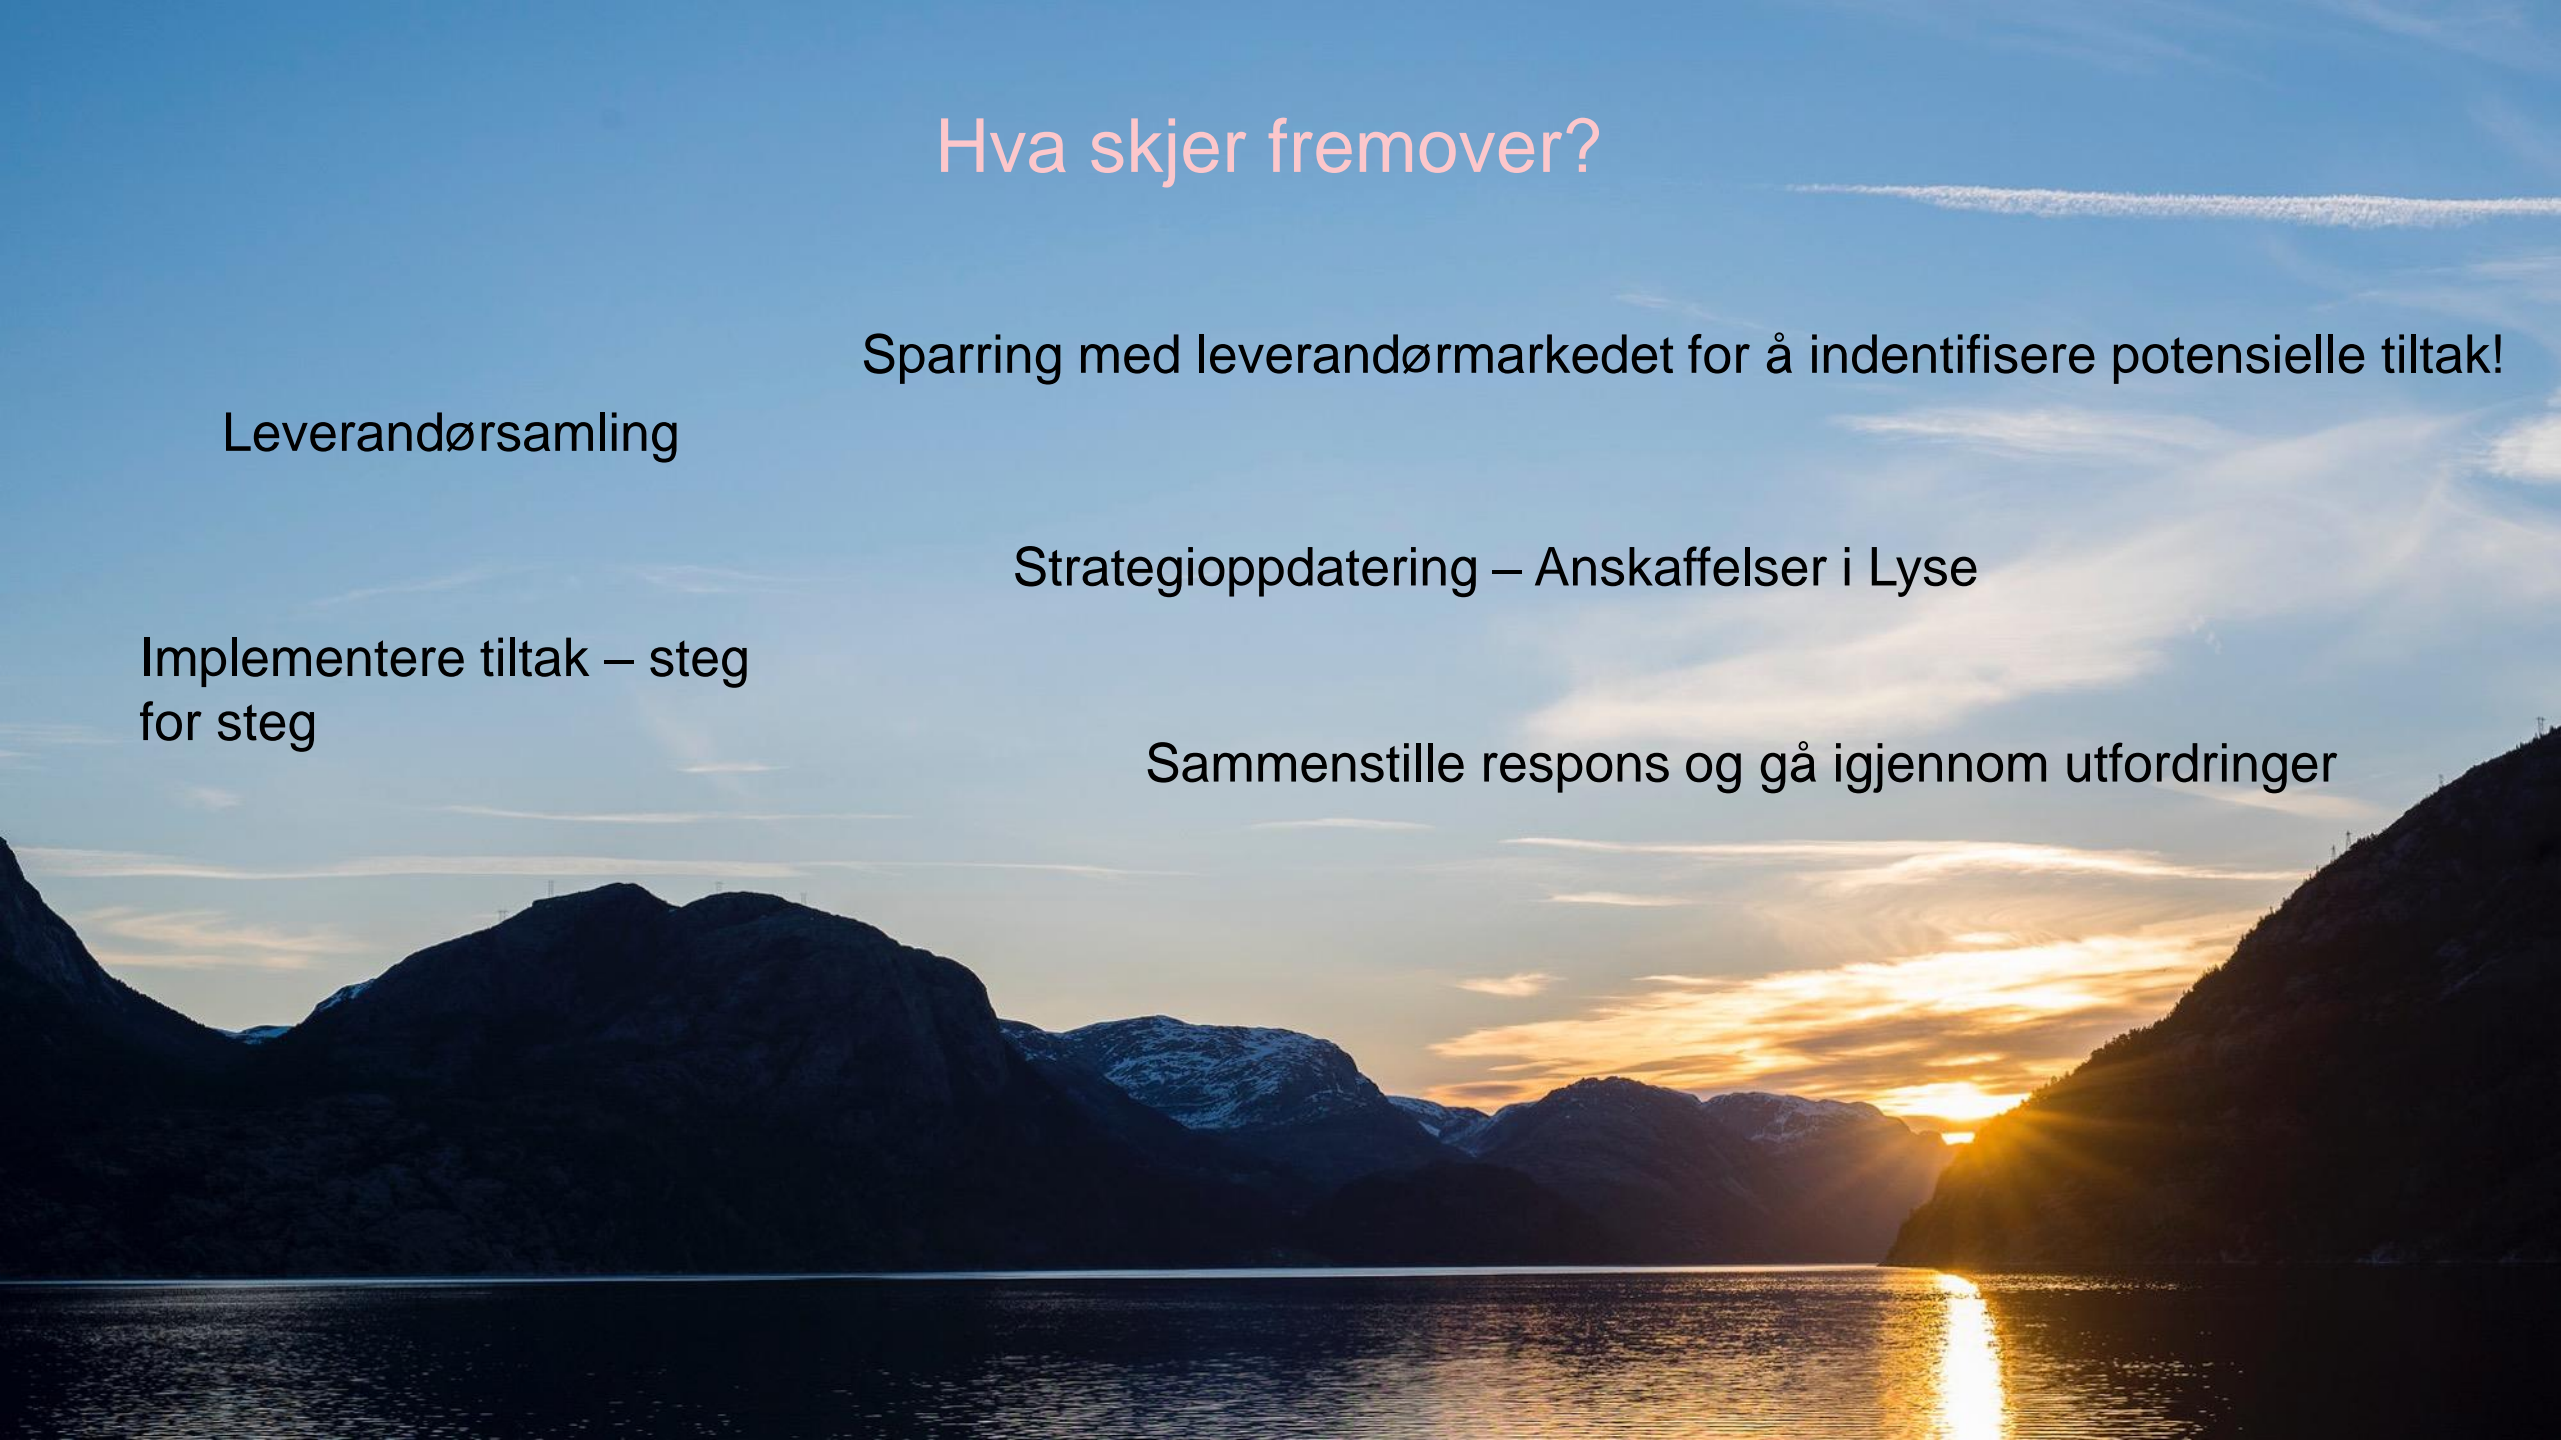 Hva skjer fremover?
Sparring med leverandørmarkedet for å indentifisere potensielle tiltak!
Leverandørsamling
Strategioppdatering – Anskaffelser i Lyse
Implementere tiltak – steg
for steg
Sammenstille respons og gå igjennom utfordringer